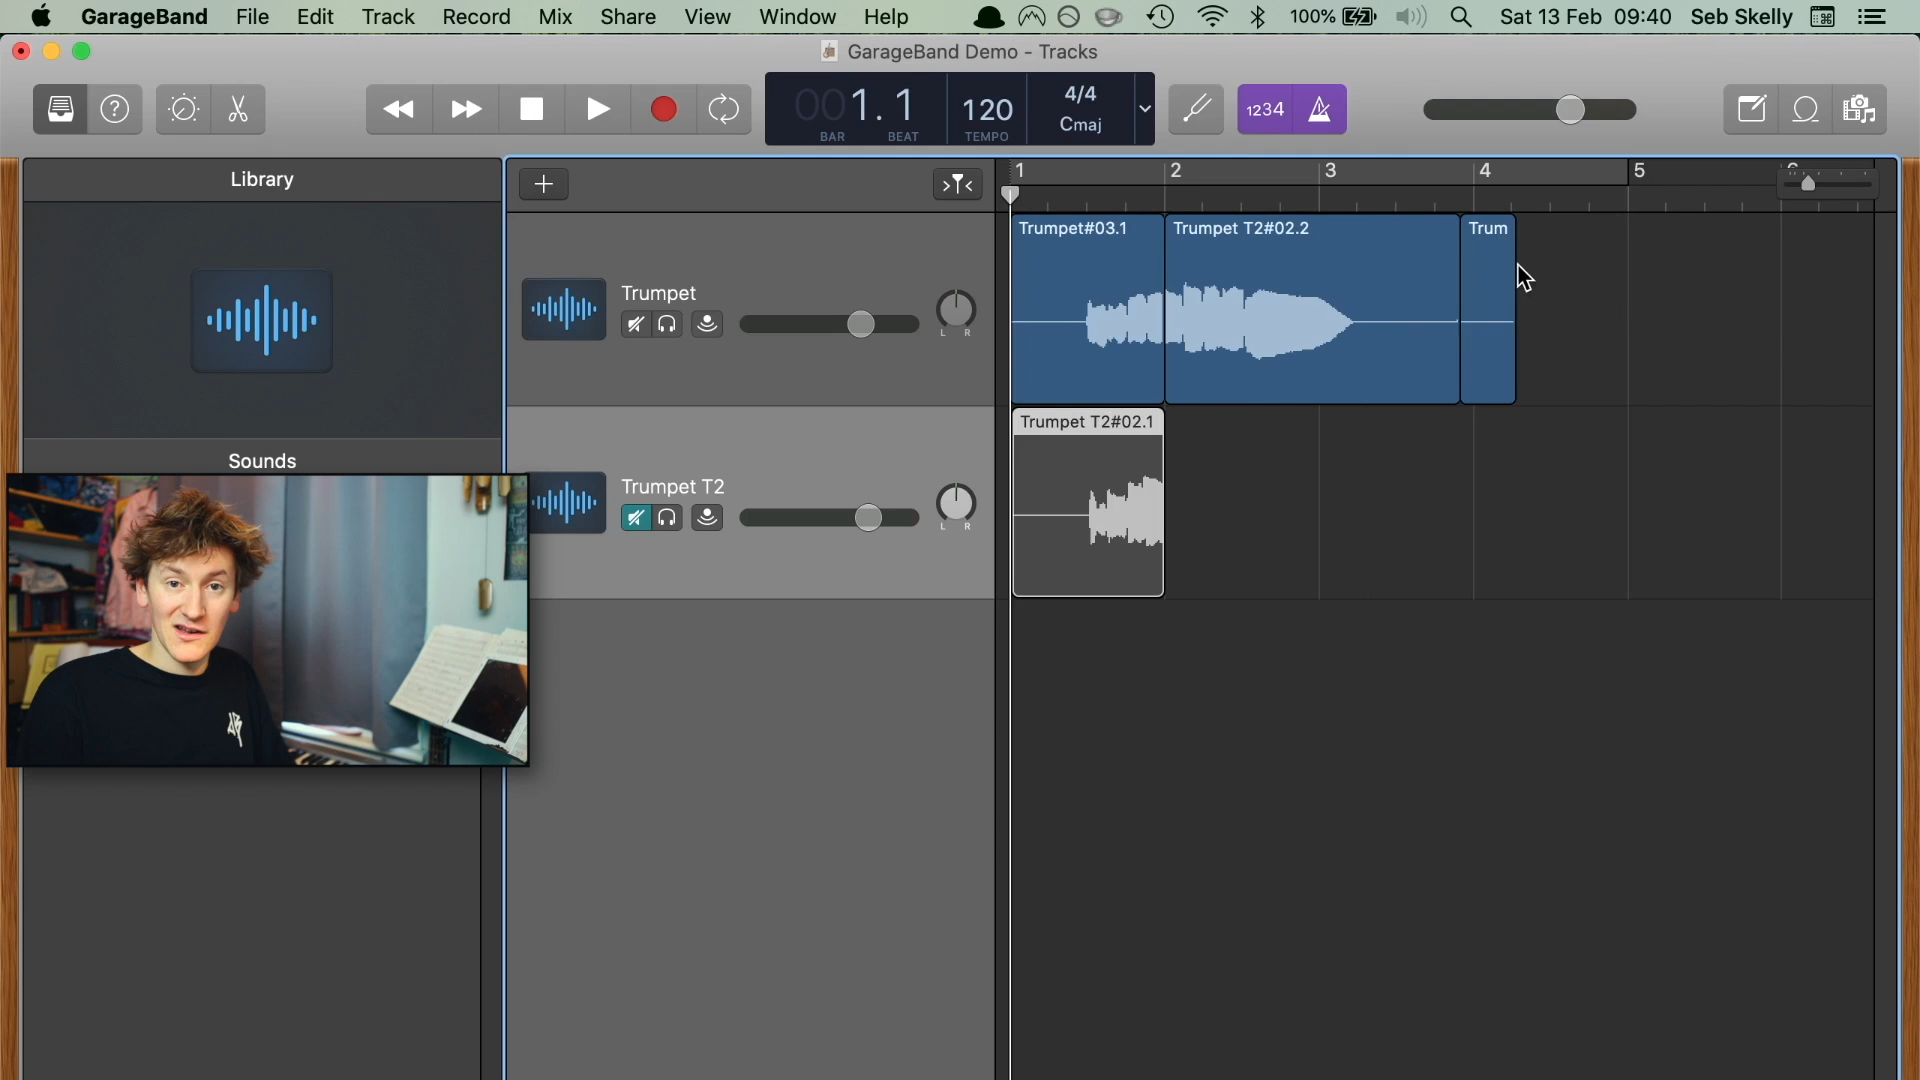 GarageBand File Edit Track Record Mix Share View Window Help 100% Sat 13 Feb 09:40 Seb Skelly
GarageBand Demo - Tracks
001. 1 120 4/4 Cmaj 1234
BAR BEAT TEMPO
Library
1 2 3 4 5
Trumpet#03.1 Trumpet T2#02.2 Trum
Trumpet
L R
Trumpet T2#02.1
Sounds
Trumpet T2
L R